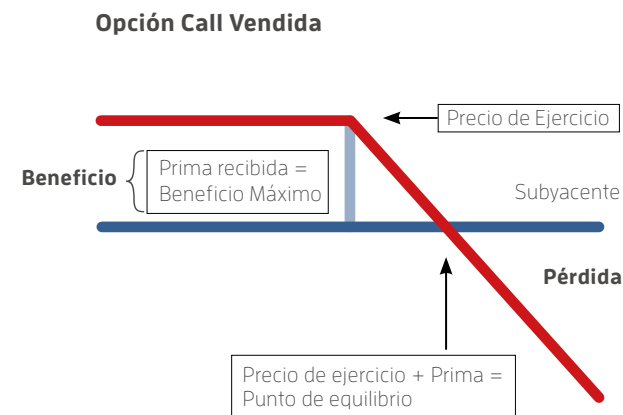 Opción Call Vendida
Precio de Ejercicio
Beneficio
Prima recibida =
Beneficio Máximo
Subyacente
Pérdida
Precio de ejercicio + Prima =
Punto de equilibrio